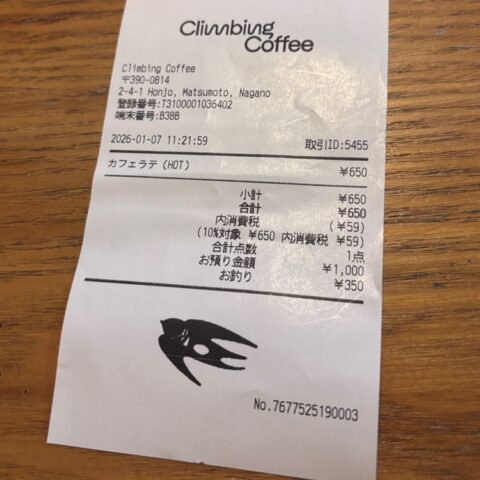 Climbing
Coffee
Climbing Coffee
〒390-0814
2-4-1 Honjo, Matsumoto, Nagano
登録番号:T3100001036402
端末番号:B3BB
2026-01-07 11:21:59 取引ID:5455
カフェラテ (HOT) ¥650
小計 ¥650
合計 ¥650
内消費税 (¥59)
(10%対象 ¥650 内消費税 ¥59)
合計点数 1点
お預り金額 ¥1,000
お釣り ¥350
No.7677525190003